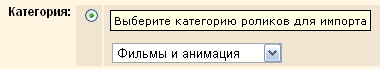 Категория: Выберите категорию роликов для импорта
Фильмы и анимация